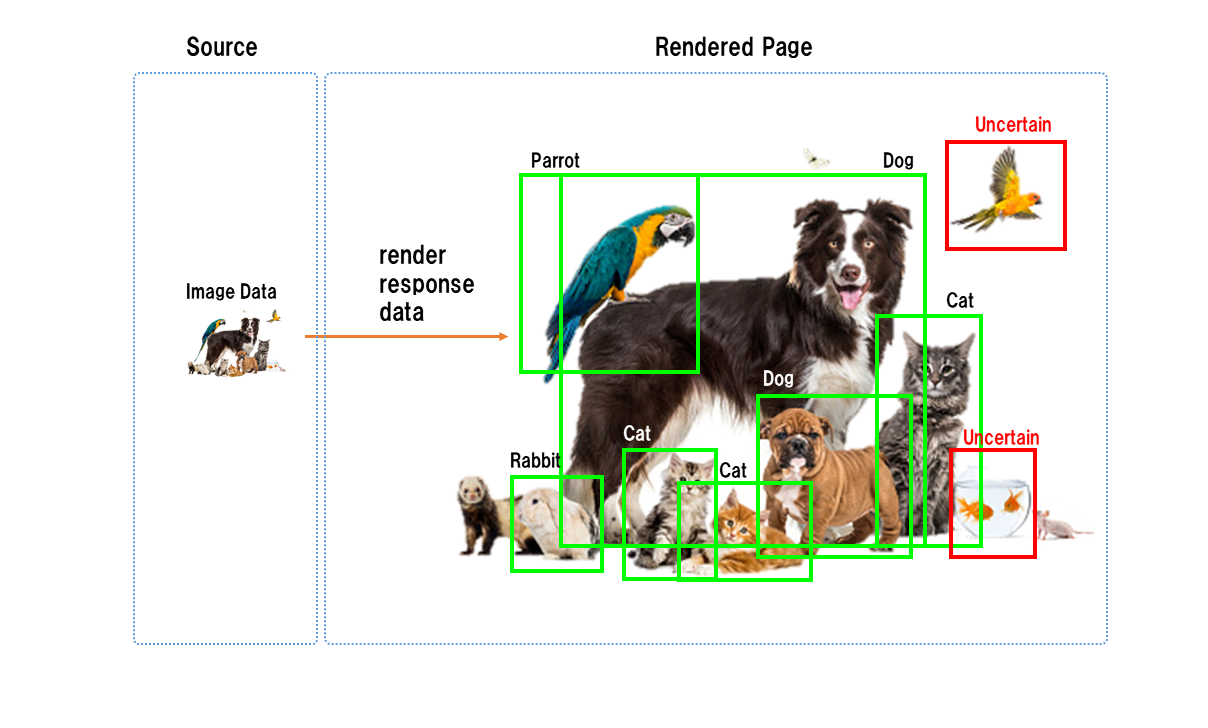 Source
Rendered Page
Uncertain
Parrot
Dog
render
response
data
Image Data
Cat
Dog
Cat
Uncertain
Rabbit
Cat